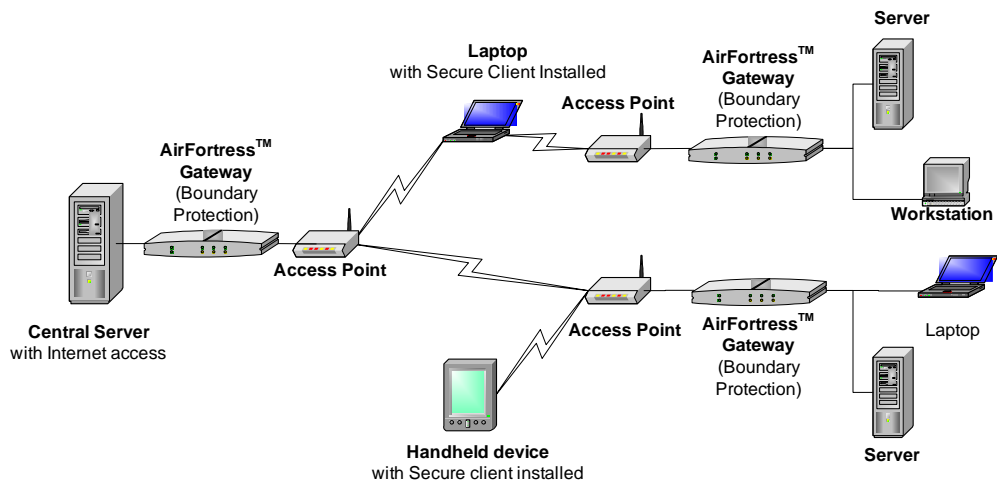 Server
Laptop
with Secure Client Installed
AirFortress™
Gateway
(Boundary
Protection)
Access Point
AirFortress™
Gateway
(Boundary
Protection)
Workstation
Access Point
Central Server
with Internet access
Access Point
AirFortress™
Gateway
(Boundary
Protection)
Laptop
Handheld device
with Secure client installed
Server